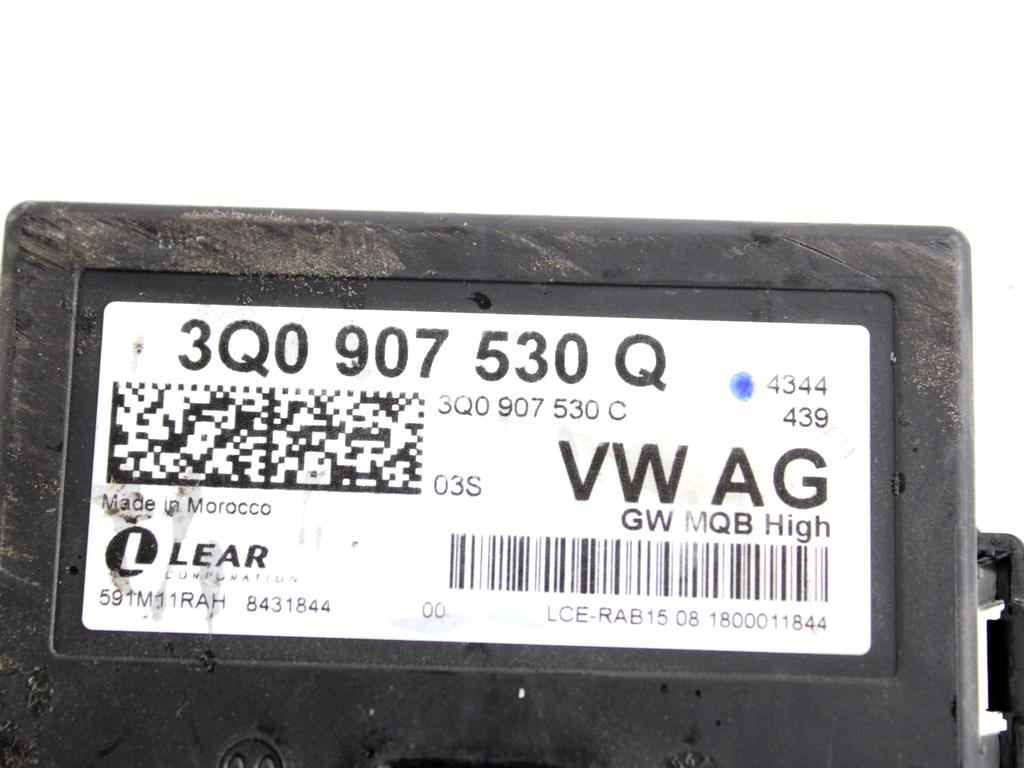 3Q0 907 530 Q
4344
3Q0 907 530 C
439
03S
VW AG
Made in Morocco
GW MQB High
LEAR
CORPORATION
591M11RAH 8431844
00
LCE-RAB15 08 1800011844